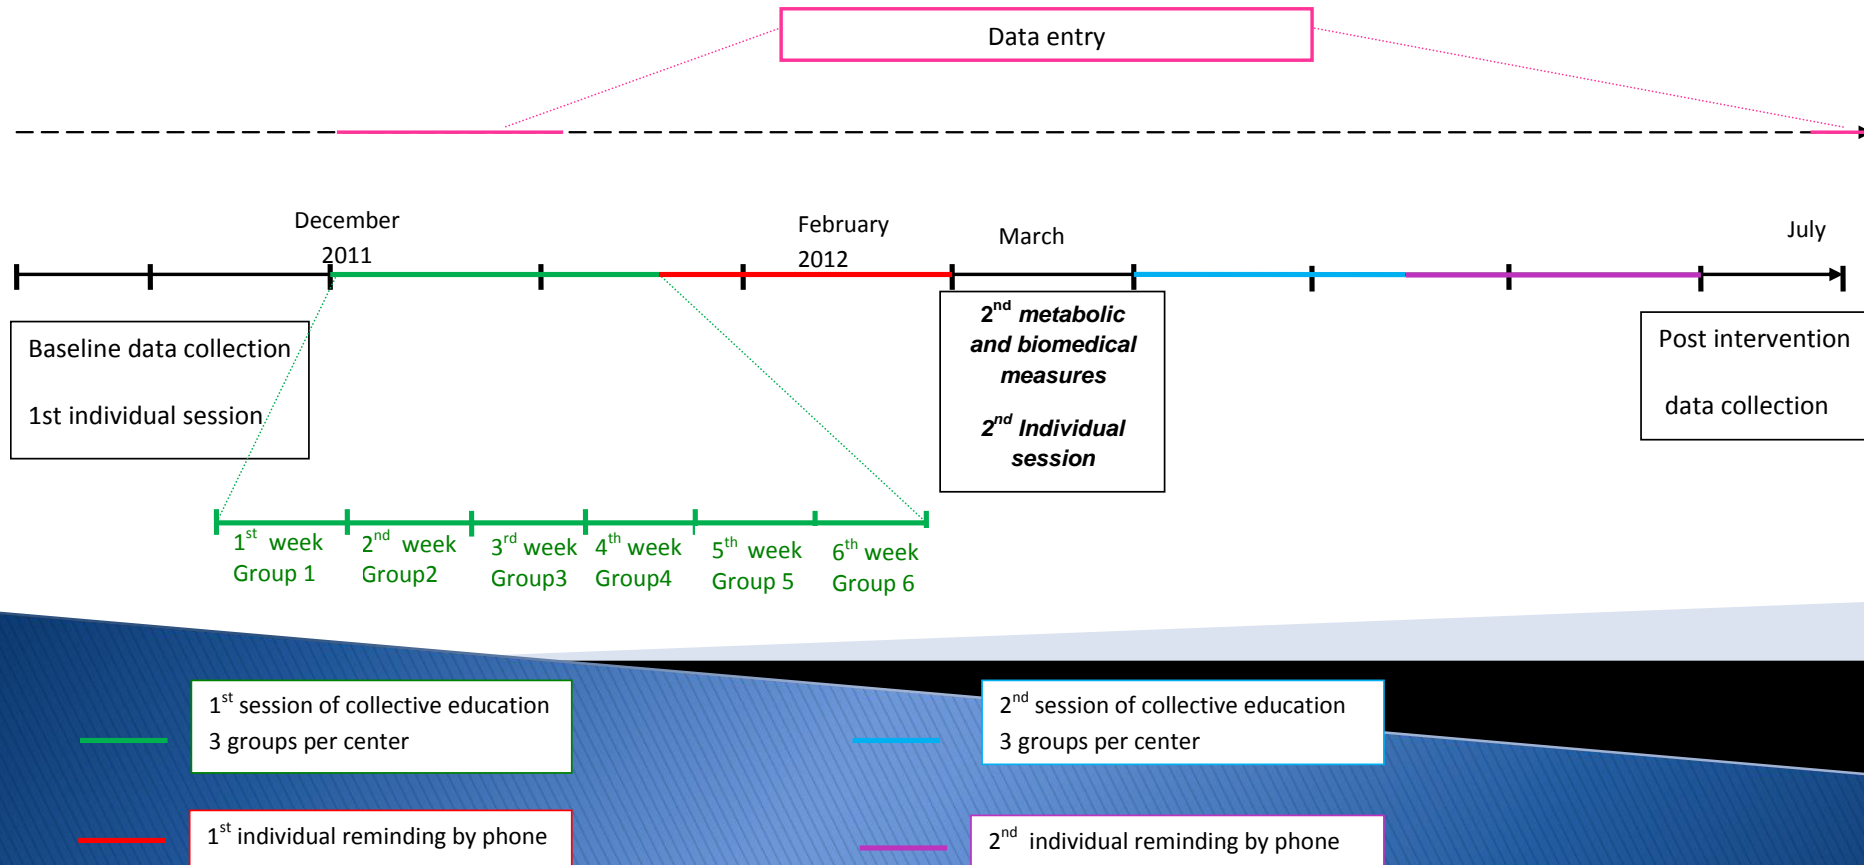 Data entry
December
2011
February
2012
March
July
Baseline data collection
1st individual session
2nd metabolic
and biomedical
measures
2nd Individual
session
Post intervention
data collection
1st week
Group 1
2nd week
Group2
3rd week
Group3
4th week
Group4
5th week
Group 5
6th week
Group 6
1st session of collective education
3 groups per center
2nd session of collective education
3 groups per center
1st individual reminding by phone
2nd individual reminding by phone